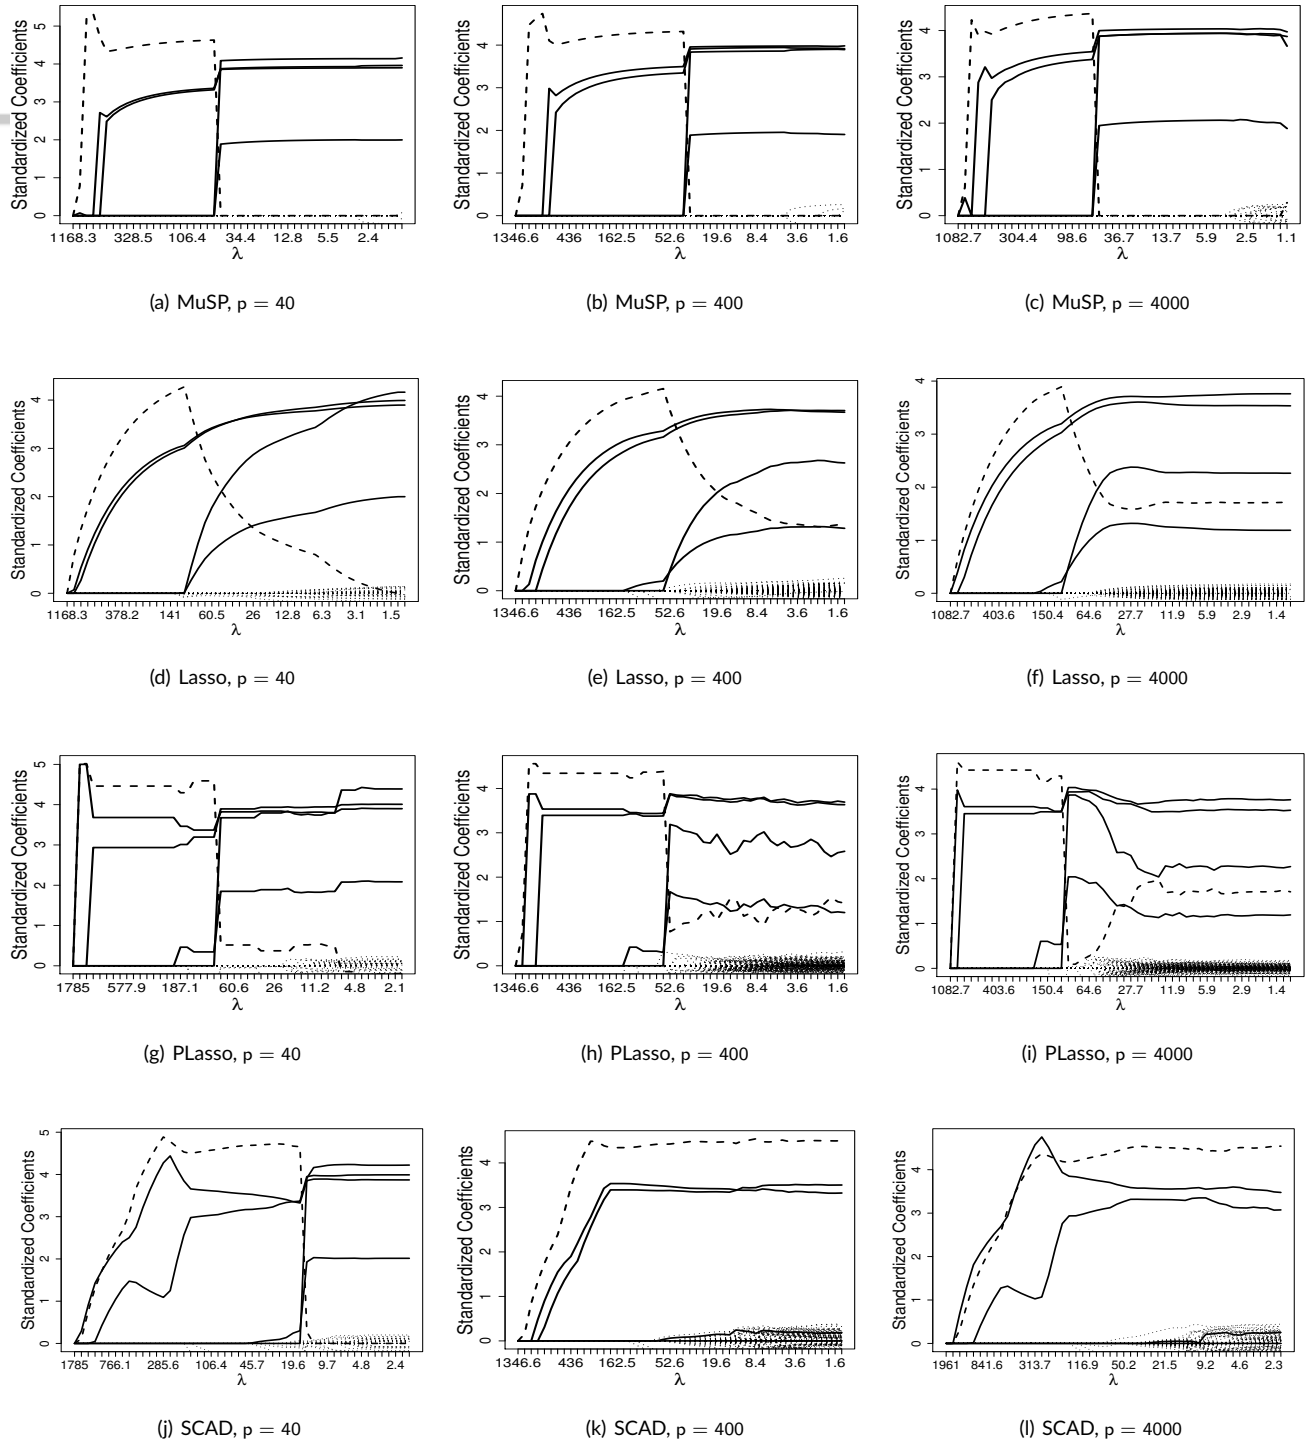 Standardized Coefficients
0 1 2 3 4 5
1168.3 328.5 106.4 34.4 12.8 5.5 2.4
λ
(a) MuSP, p = 40
Standardized Coefficients
0 1 2 3 4
1346.6 436 162.5 52.6 19.6 8.4 3.6 1.6
λ
(b) MuSP, p = 400
Standardized Coefficients
0 1 2 3 4
1082.7 304.4 98.6 36.7 13.7 5.9 2.5 1.1
λ
(c) MuSP, p = 4000
Standardized Coefficients
0 1 2 3 4
1168.3 378.2 141 60.5 26 12.8 6.3 3.1 1.5
λ
(d) Lasso, p = 40
Standardized Coefficients
0 1 2 3 4
1346.6 436 162.5 52.6 19.6 8.4 3.6 1.6
λ
(e) Lasso, p = 400
Standardized Coefficients
0 1 2 3 4
1082.7 403.6 150.4 64.6 27.7 11.9 5.9 2.9 1.4
λ
(f) Lasso, p = 4000
Standardized Coefficients
0 1 2 3 4 5
1785 5777.9 187.1 60.6 26 11.2 4.8 2.1
λ
(g) PLasso, p = 40
Standardized Coefficients
0 1 2 3 4
1346.6 436 162.5 52.6 19.6 8.4 3.6 1.6
λ
(h) PLasso, p = 400
Standardized Coefficients
0 1 2 3 4
1082.7 403.6 150.4 64.6 27.7 11.9 5.9 2.9 1.4
λ
(i) PLasso, p = 4000
Standardized Coefficients
0 1 2 3 4 5
1785 766.1 285.6 106.4 45.7 19.6 9.7 4.8 2.4
λ
(j) SCAD, p = 40
Standardized Coefficients
0 1 2 3 4
1346.6 436 162.5 52.6 19.6 8.4 3.6 1.6
λ
(k) SCAD, p = 400
Standardized Coefficients
0 1 2 3 4
1961 841.6 313.7 116.9 50.2 21.5 9.2 4.6 2.3
λ
(l) SCAD, p = 4000